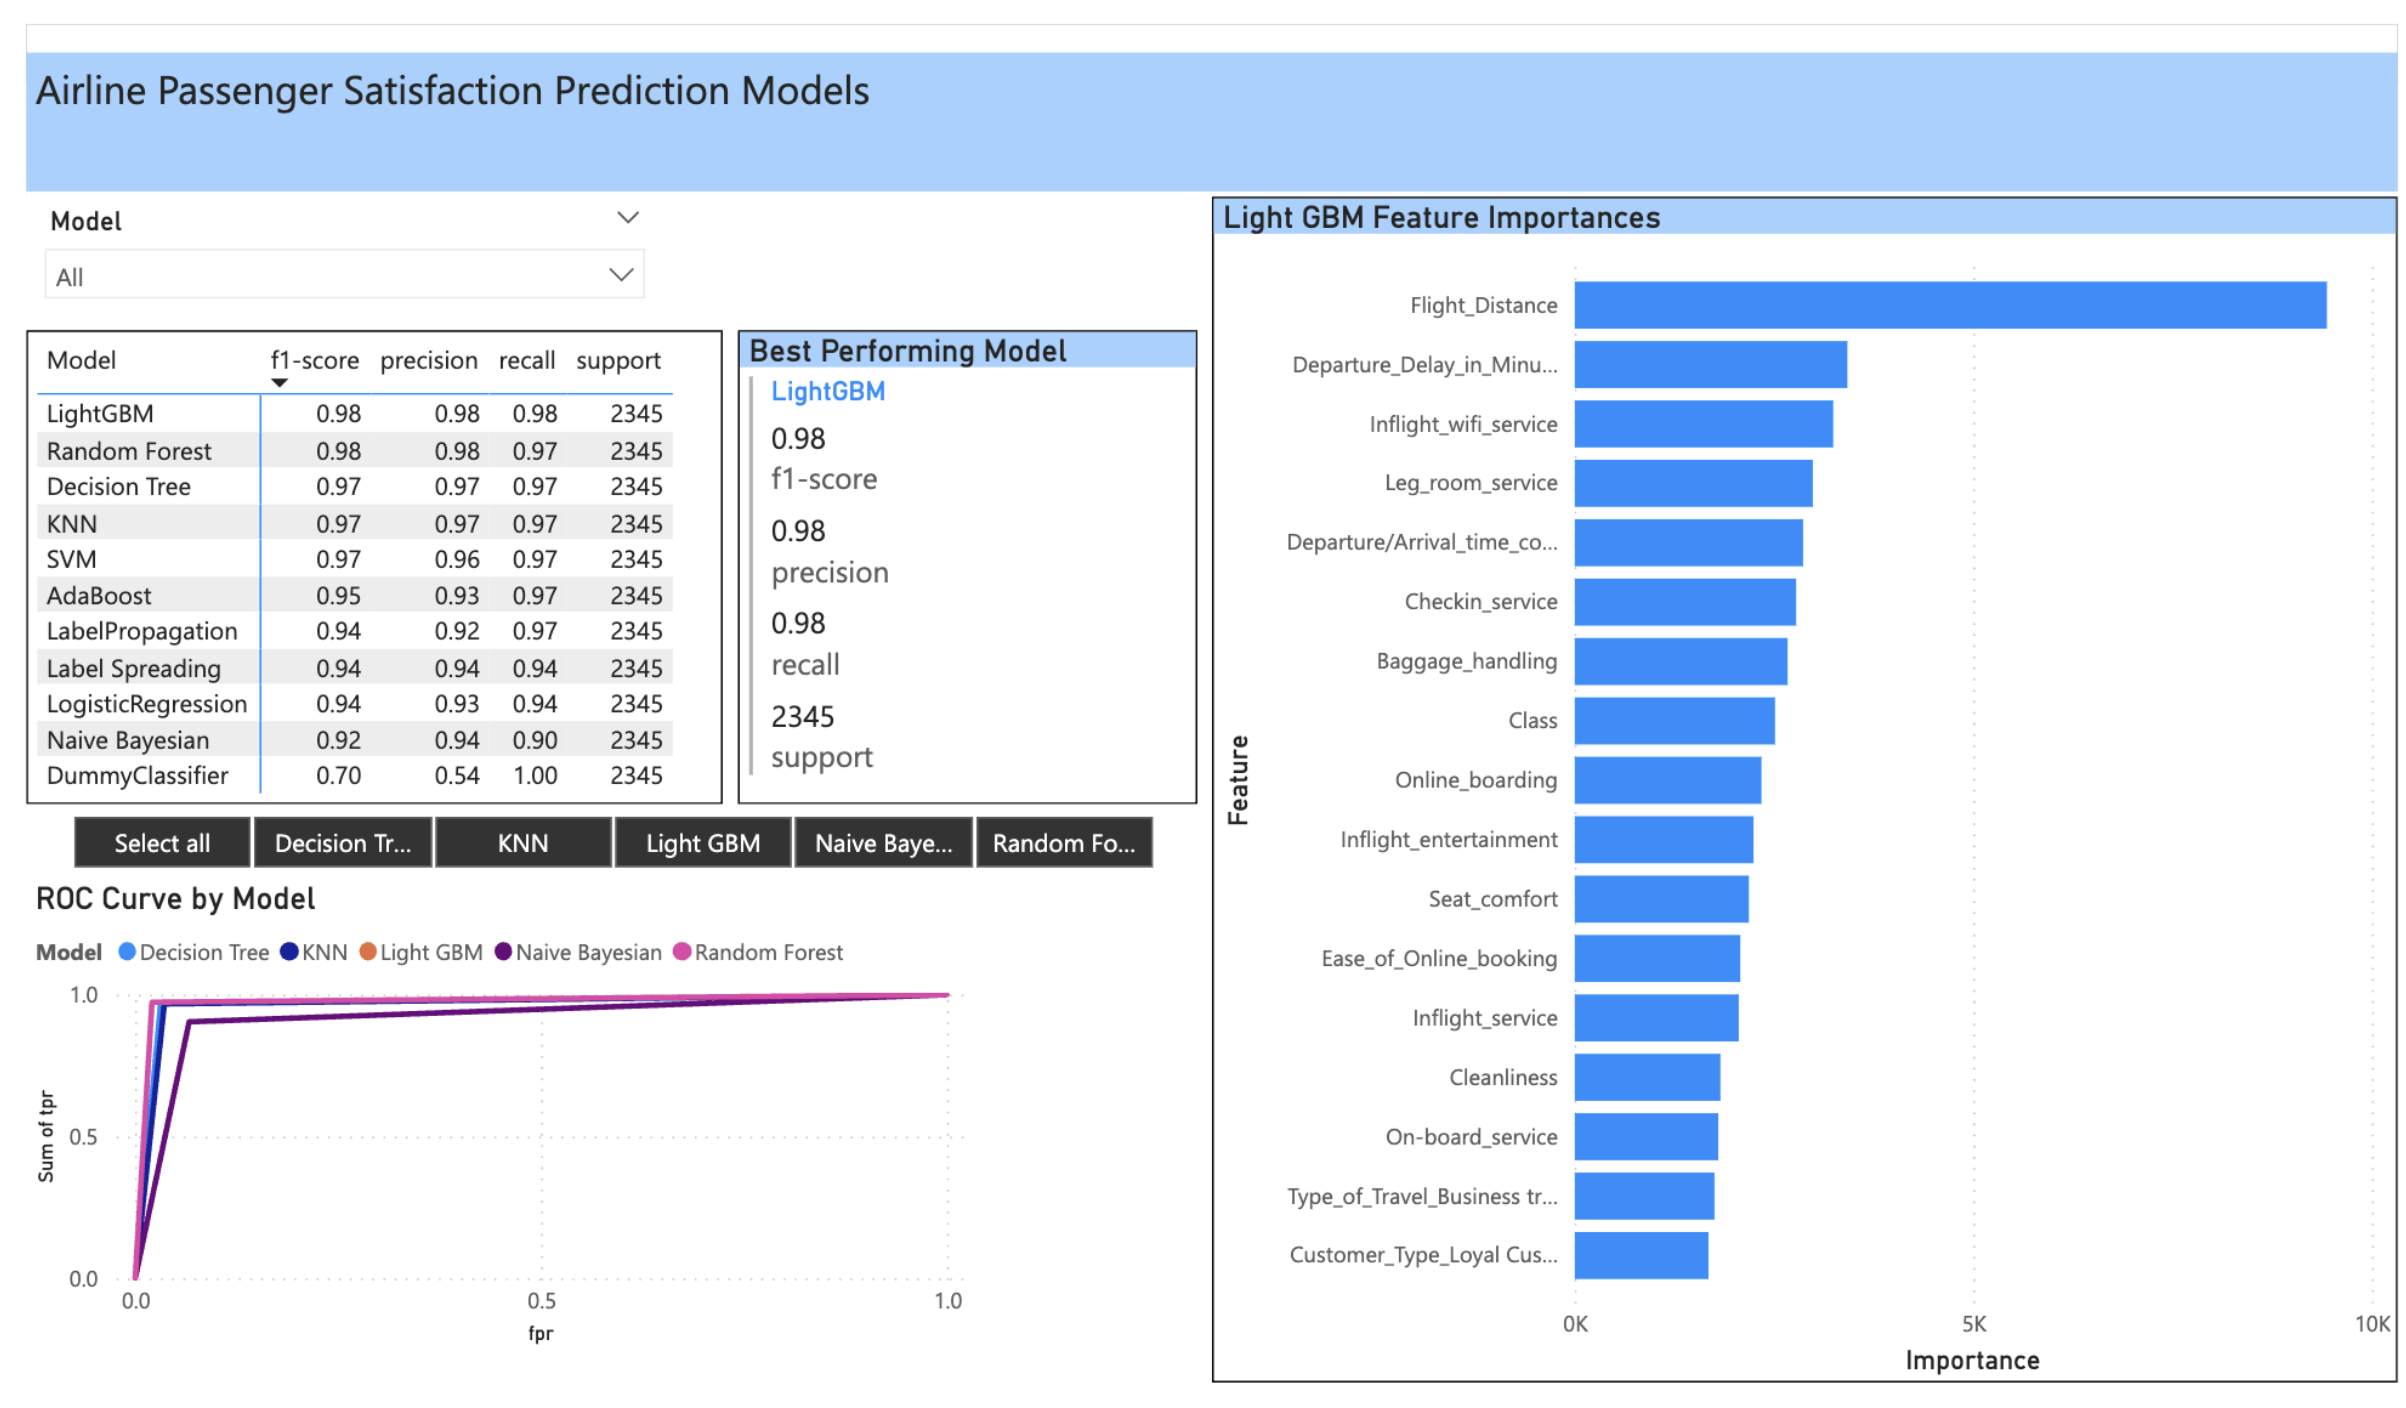 Airline Passenger Satisfaction Prediction Models
Model
All
Model f1-score precision recall support
LightGBM 0.98 0.98 0.98 2345
Random Forest 0.98 0.98 0.97 2345
Decision Tree 0.97 0.97 0.97 2345
KNN 0.97 0.97 0.97 2345
SVM 0.97 0.96 0.97 2345
AdaBoost 0.95 0.93 0.97 2345
LabelPropagation 0.94 0.92 0.97 2345
Label Spreading 0.94 0.94 0.94 2345
LogisticRegression 0.94 0.93 0.94 2345
Naive Bayesian 0.92 0.94 0.90 2345
DummyClassifier 0.70 0.54 1.00 2345
Best Performing Model
LightGBM
0.98
f1-score
0.98
precision
0.98
recall
2345
support
Select all Decision Tr... KNN Light GBM Naive Baye... Random Fo...
ROC Curve by Model
Model Decision Tree KNN Light GBM Naive Bayesian Random Forest
1.0
0.5
0.0
Sum of tpr
0.0 0.5 1.0
fpr
Light GBM Feature Importances
Feature
Flight_Distance
Departure_Delay_in_Minu...
Inflight_wifi_service
Leg_room_service
Departure/Arrival_time_co...
Checkin_service
Baggage_handling
Class
Online_boarding
Inflight_entertainment
Seat_comfort
Ease_of_Online_booking
Inflight_service
Cleanliness
On-board_service
Type_of_Travel_Business tr...
Customer_Type_Loyal Cus...
0K 5K 10K
Importance